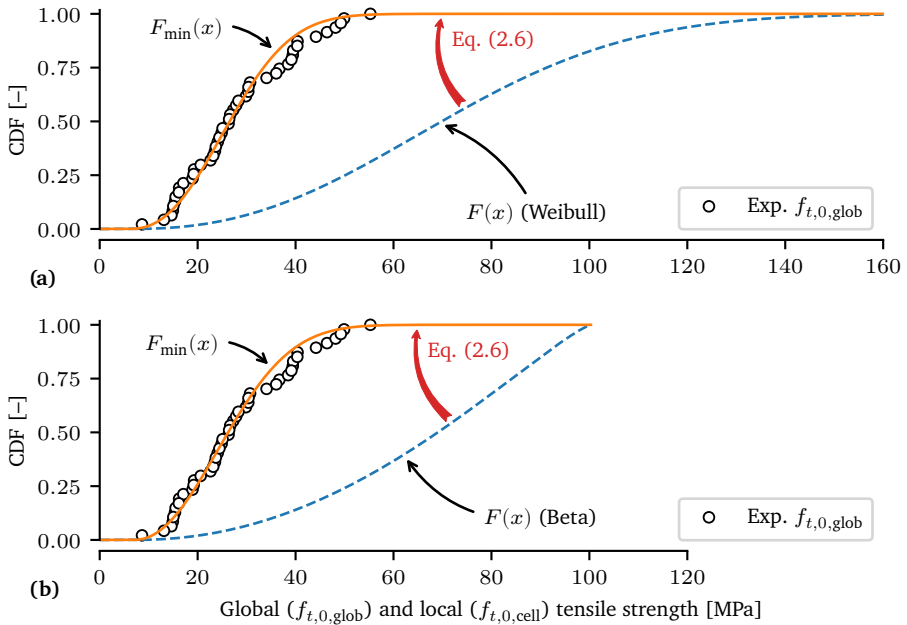 1.00
0.75
0.50
0.25
0.00
CDF [–]
F_min(x)
Eq. (2.6)
F(x) (Weibull)
Exp. f_t,0,glob
0 20 40 60 80 100 120 140 160
(a)
1.00
0.75
0.50
0.25
0.00
CDF [–]
F_min(x)
Eq. (2.6)
F(x) (Beta)
Exp. f_t,0,glob
0 20 40 60 80 100 120
(b)
Global (f_t,0,glob) and local (f_t,0,cell) tensile strength [MPa]